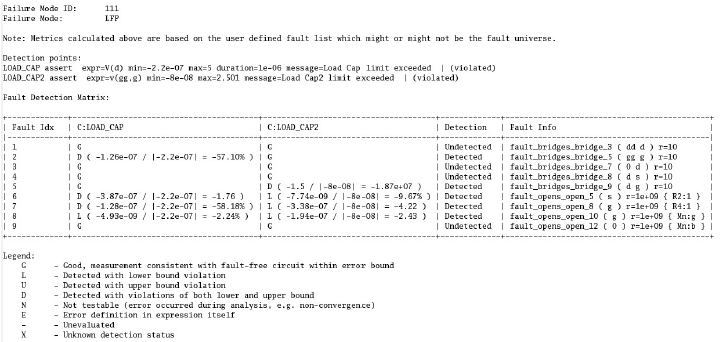 Failure Mode ID: 111
Failure Mode: LFP
Note: Metrics calculated above are based on the user defined fault list which might or might not be the fault universe.
Detection points:
LOAD_CAP assert expr=V(d) min=-2.2e-07 max=5 duration=1e-06 message=Load Cap limit exceeded | (violated)
LOAD_CAP2 assert expr=v(gg,g) min=-8e-08 max=2.501 message=Load Cap2 limit exceeded | (violated)
Fault Detection Matrix:
| Fault Idx | C:LOAD_CAP | C:LOAD_CAP2 | Detection | Fault Info
| 1 | G | G | Undetected | fault_bridges_bridge_3 ( dd d ) r=10
| 2 | D ( -1.26e-07 / |-2.2e-07| = -57.10% ) | G | Detected | fault_bridges_bridge_5 ( gg g ) r=10
| 3 | G | G | Undetected | fault_bridges_bridge_7 ( 0 d ) r=10
| 4 | G | G | Undetected | fault_bridges_bridge_8 ( d s ) r=10
| 5 | G | D ( -1.5 / |-8e-08| = -1.87e+07 ) | Detected | fault_bridges_bridge_9 ( d g ) r=10
| 6 | D ( -3.87e-07 / |-2.2e-07| = -1.76 ) | L ( -7.74e-09 / |-8e-08| = -9.67% ) | Detected | fault_opens_open_5 ( s ) r=1e+09 { R2:1 } |
| 7 | D ( -1.28e-07 / |-2.2e-07| = -58.18% ) | L ( -3.38e-07 / |-8e-08| = -4.22 ) | Detected | fault_opens_open_8 ( g ) r=1e+09 { R4:1 } |
| 8 | L ( -4.93e-09 / |-2.2e-07| = -2.24% ) | L ( -1.94e-07 / |-8e-08| = -2.43 ) | Detected | fault_opens_open_10 ( g ) r=1e+09 { Mn:g } |
| 9 | G | G | Undetected | fault_opens_open_12 ( 0 ) r=1e+09 { Mn:b } |
Legend:
G - Good, measurement consistent with fault-free circuit within error bound
L - Detected with lower bound violation
U - Detected with upper bound violation
D - Detected with violations of both lower and upper bound
N - Not testable (error occurred during analysis, e.g. non-convergence)
E - Error definition in expression itself
- - Unevaluated
X - Unknown detection status